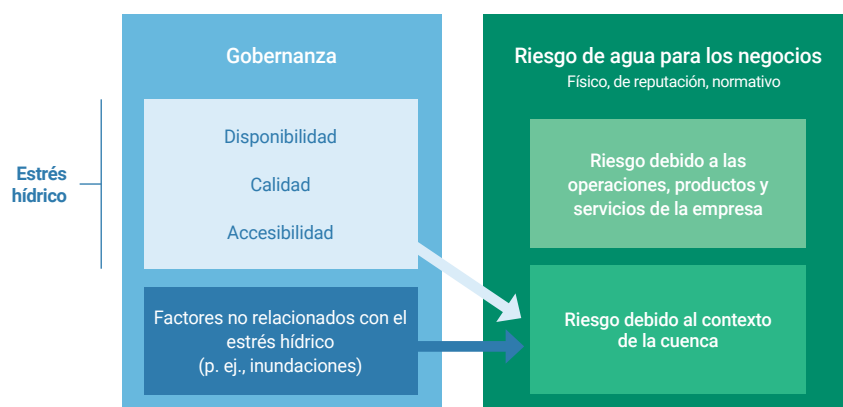 Gobernanza
Estrés
hídrico
Disponibilidad
Calidad
Accesibilidad
Factores no relacionados con el
estrés hídrico
(p. ej., inundaciones)
Riesgo de agua para los negocios
Físico, de reputación, normativo
Riesgo debido a las
operaciones, productos y
servicios de la empresa
Riesgo debido al contexto
de la cuenca